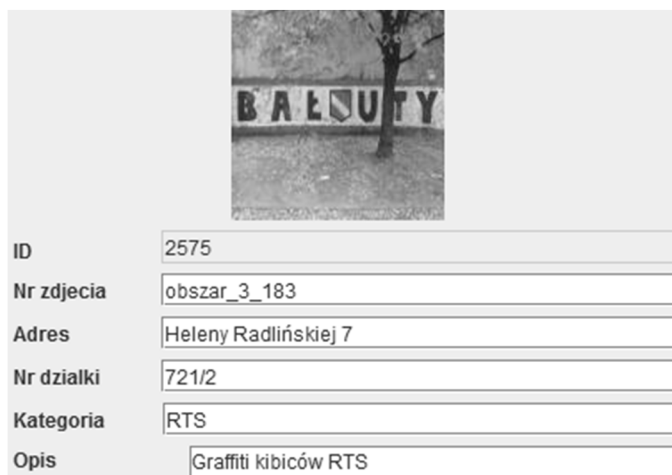 BAŁUTY
ID 2575
Nr zdjecia obszar_3_183
Adres Heleny Radlińskiej 7
Nr dzialki 721/2
Kategoria RTS
Opis Graffiti kibiców RTS